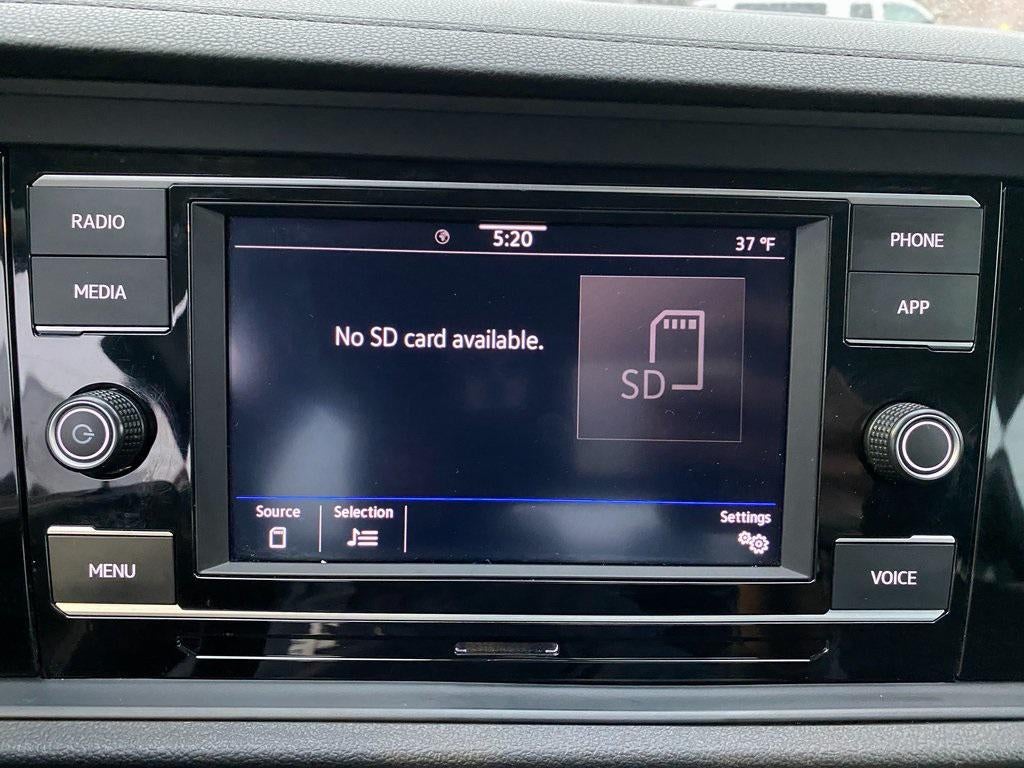 RADIO
MEDIA
MENU
5:20
37 °F
No SD card available.
SD
Source
Selection
Settings
PHONE
APP
VOICE